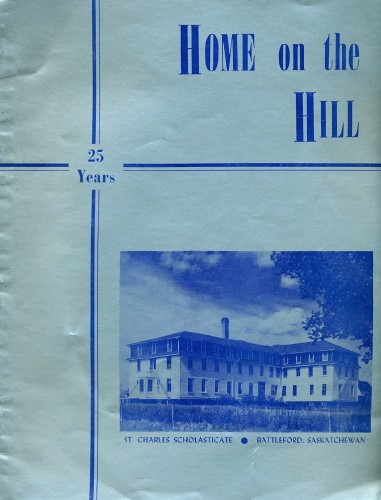 HOME on the
HILL
25
Years
ST. CHARLES SCHOLASTICATE ● BATTLEFORD, SASKATCHEWAN